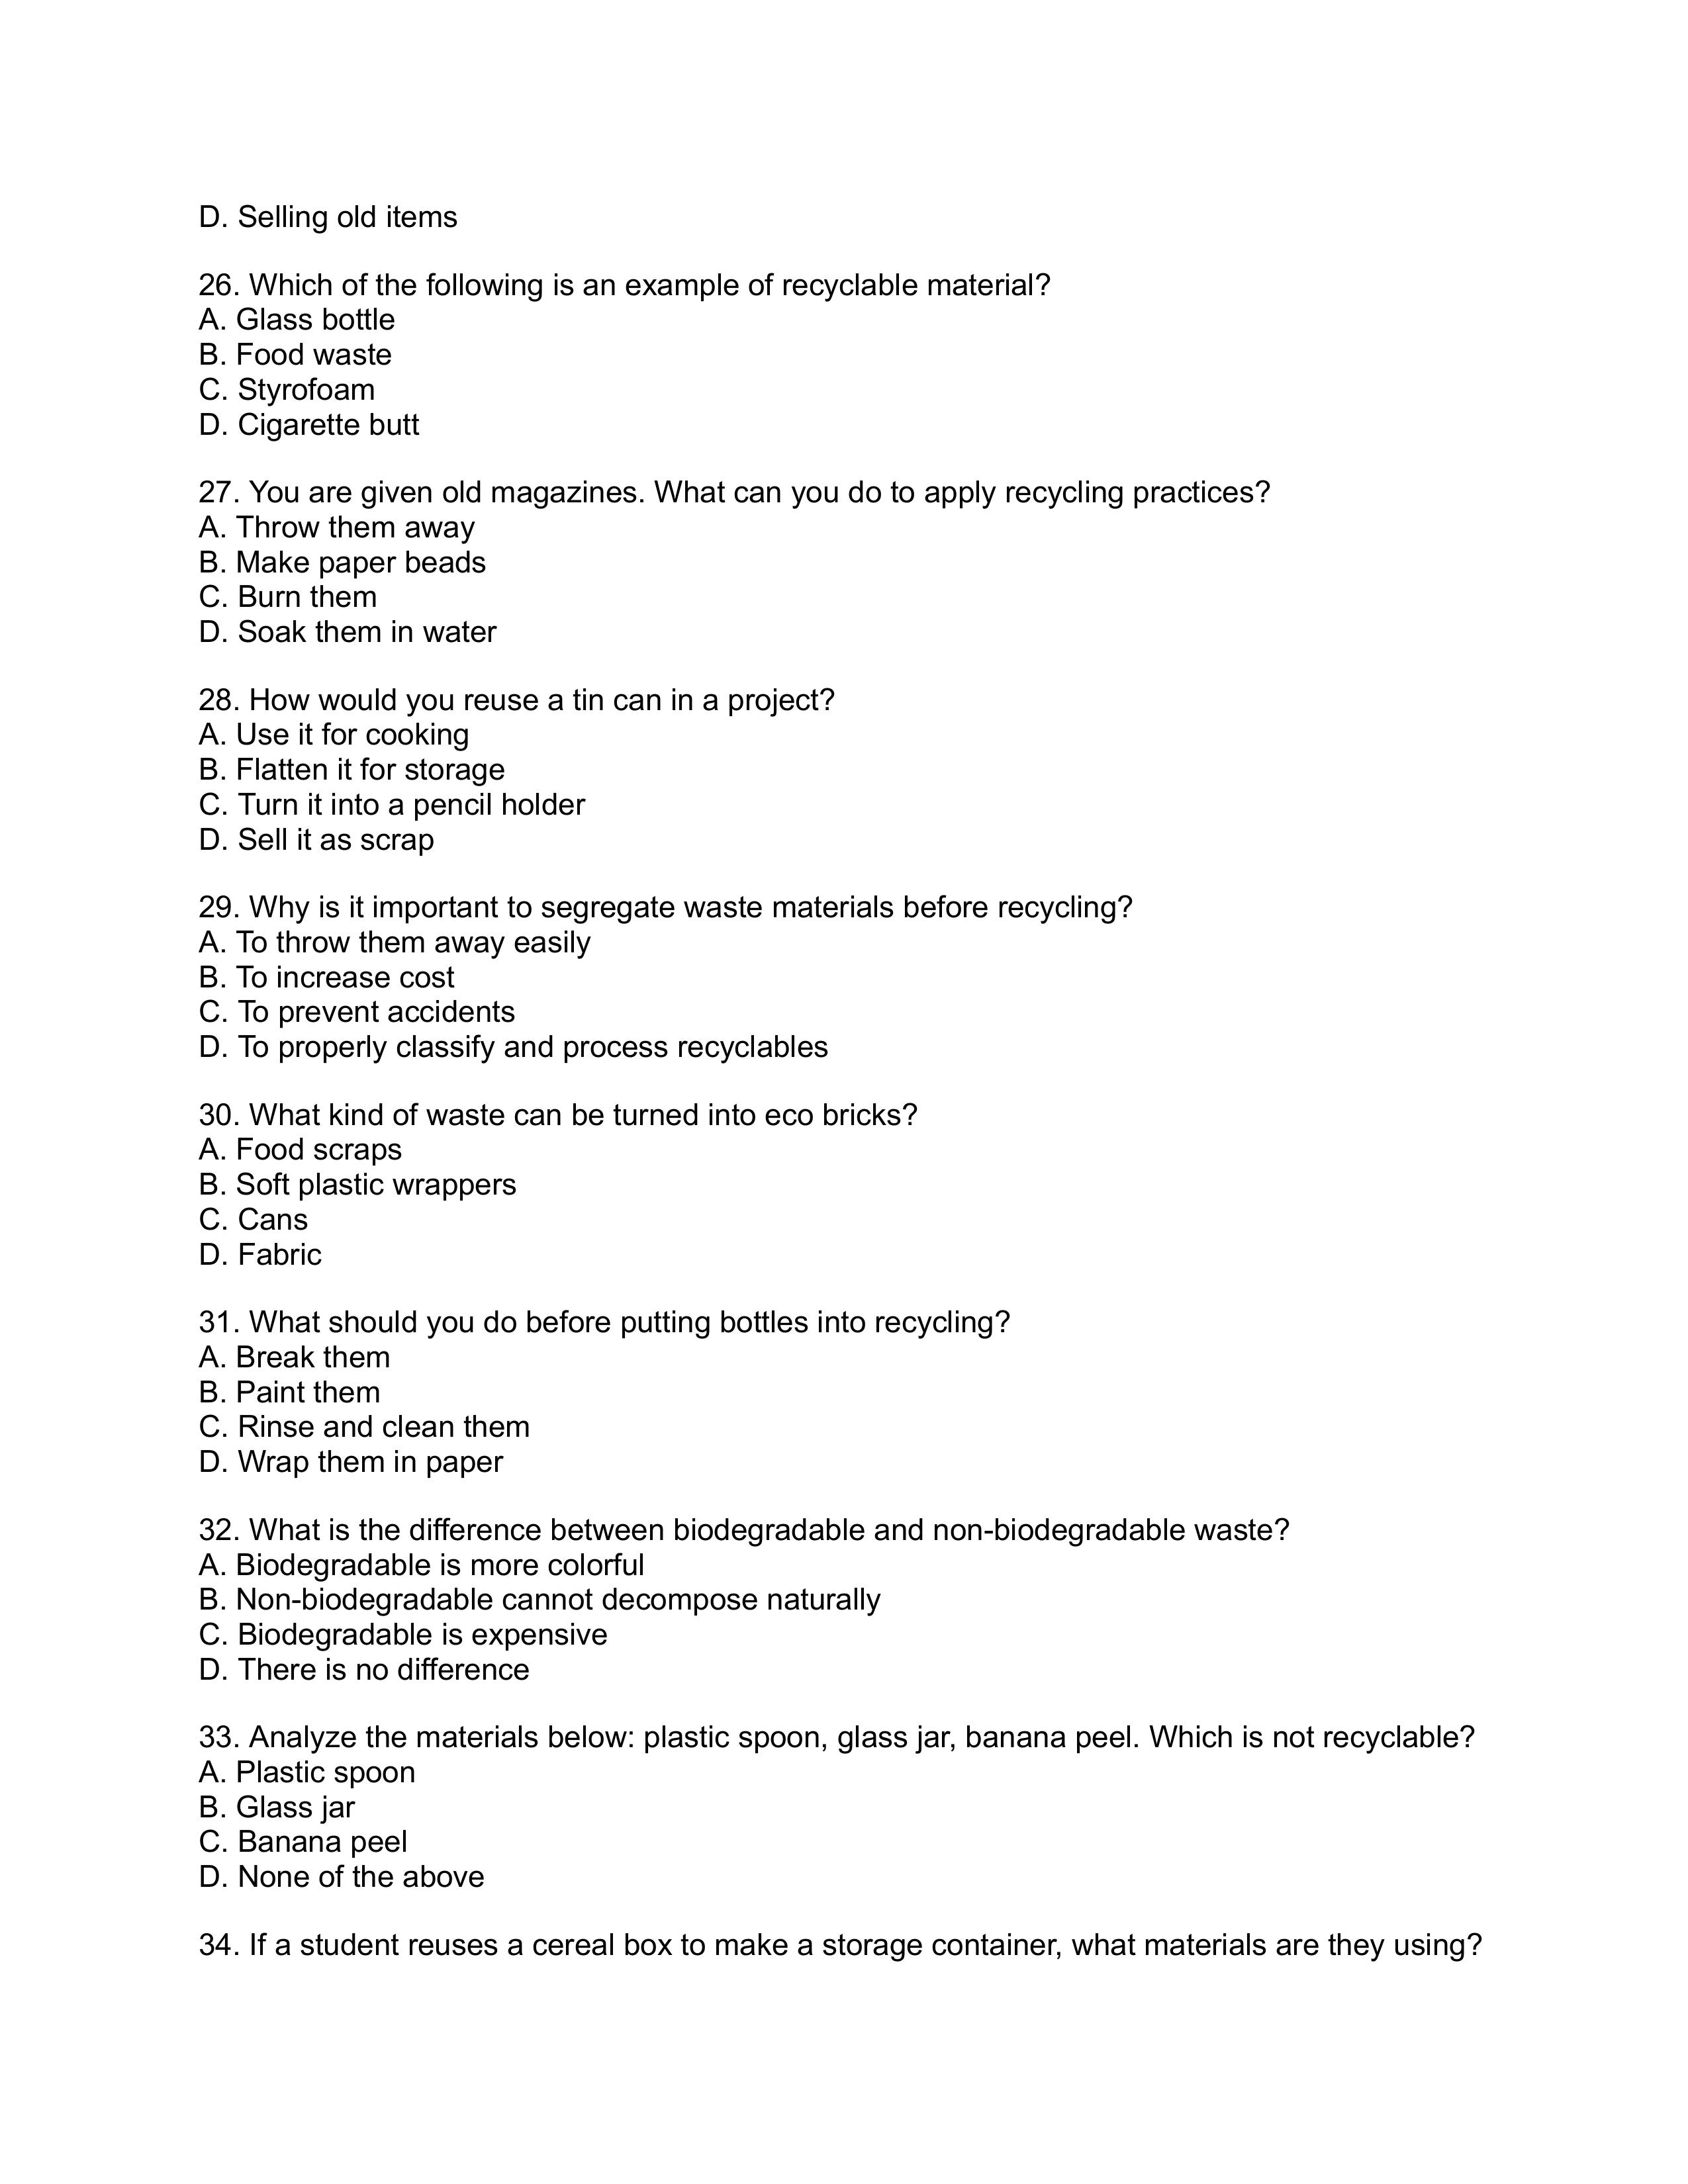 D. Selling old items
26. Which of the following is an example of recyclable material?
A. Glass bottle
B. Food waste
C. Styrofoam
D. Cigarette butt
27. You are given old magazines. What can you do to apply recycling practices?
A. Throw them away
B. Make paper beads
C. Burn them
D. Soak them in water
28. How would you reuse a tin can in a project?
A. Use it for cooking
B. Flatten it for storage
C. Turn it into a pencil holder
D. Sell it as scrap
29. Why is it important to segregate waste materials before recycling?
A. To throw them away easily
B. To increase cost
C. To prevent accidents
D. To properly classify and process recyclables
30. What kind of waste can be turned into eco bricks?
A. Food scraps
B. Soft plastic wrappers
C. Cans
D. Fabric
31. What should you do before putting bottles into recycling?
A. Break them
B. Paint them
C. Rinse and clean them
D. Wrap them in paper
32. What is the difference between biodegradable and non-biodegradable waste?
A. Biodegradable is more colorful
B. Non-biodegradable cannot decompose naturally
C. Biodegradable is expensive
D. There is no difference
33. Analyze the materials below: plastic spoon, glass jar, banana peel. Which is not recyclable?
A. Plastic spoon
B. Glass jar
C. Banana peel
D. None of the above
34. If a student reuses a cereal box to make a storage container, what materials are they using?